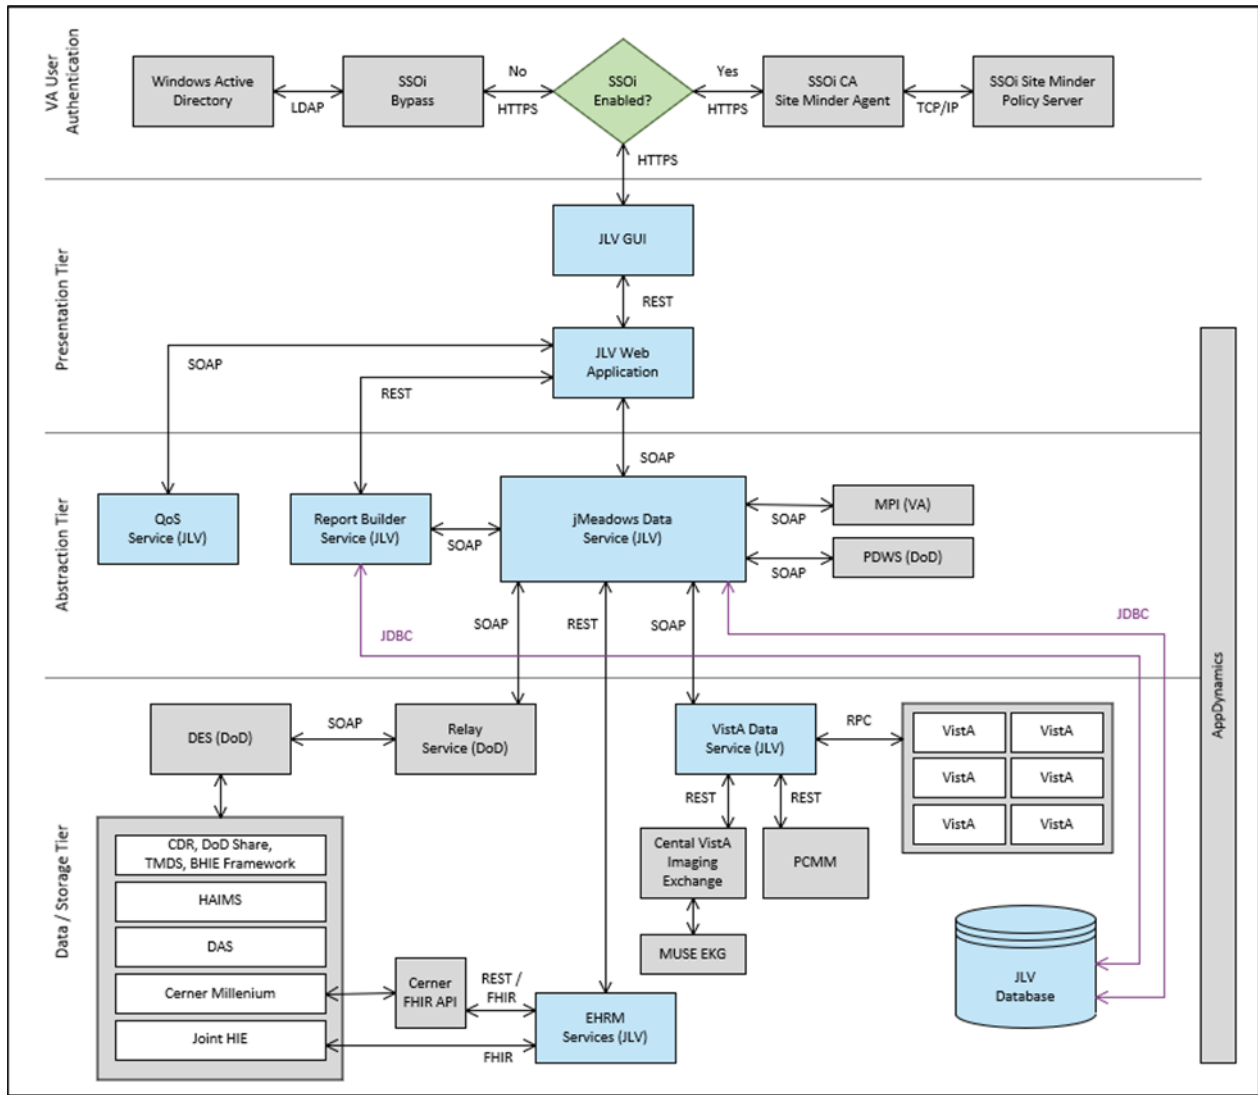 VA User
Authentication
Windows Active
Directory
LDAP
SSOi
Bypass
No
HTTPS
SSOi
Enabled?
Yes
HTTPS
SSOi CA
Site Minder Agent
TCP/IP
SSOi Site Minder
Policy Server
HTTPS
Presentation Tier
JLV GUI
REST
JLV Web
Application
SOAP
REST
SOAP
Abstraction Tier
QoS
Service (JLV)
Report Builder
Service (JLV)
SOAP
jMeadows Data
Service (JLV)
SOAP
MPI (VA)
SOAP
PDWS (DoD)
JDBC
SOAP
REST
SOAP
JDBC
AppDynamics
Data / Storage Tier
DES (DoD)
SOAP
Relay
Service (DoD)
VistA Data
Service (JLV)
RPC
VistA
VistA
VistA
VistA
VistA
VistA
REST
REST
Cental VistA
Imaging
Exchange
PCMM
MUSE EKG
CDR, DoD Share,
TMDS, BHIE Framework
HAIMS
DAS
Cerner Millenium
Joint HIE
Cerner
FHIR API
REST /
FHIR
FHIR
EHRM
Services (JLV)
JLV
Database